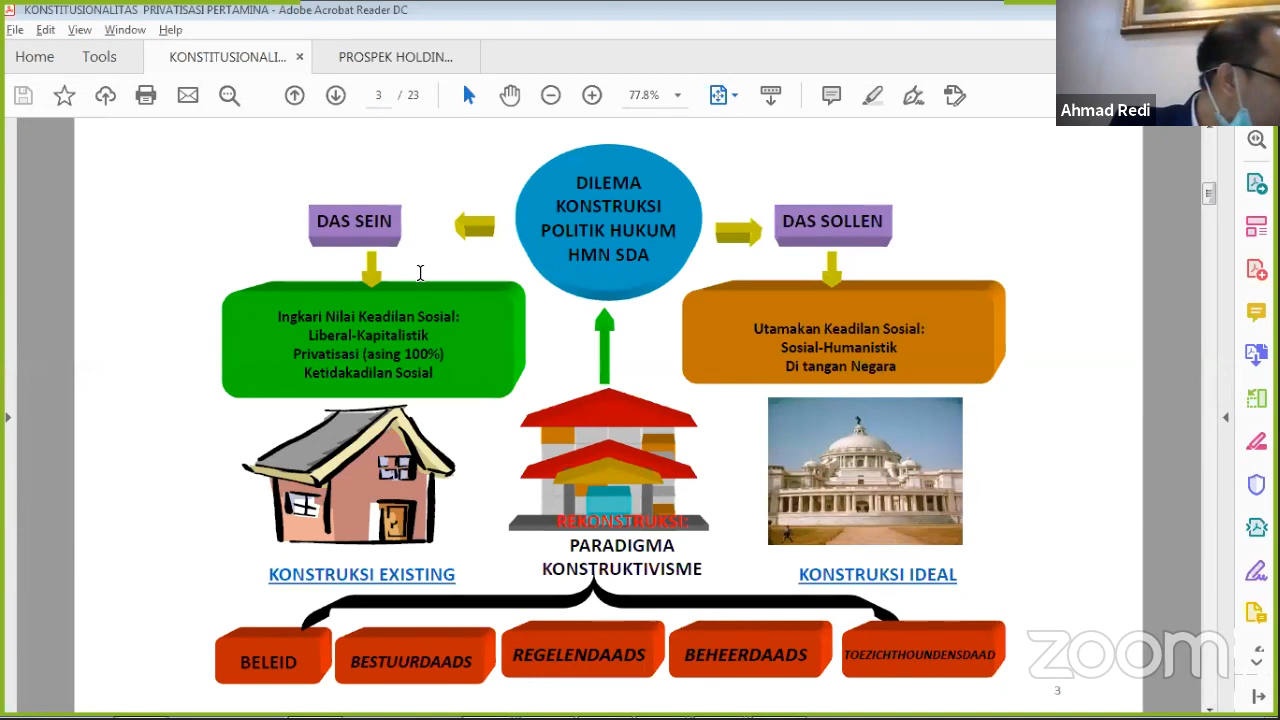 KONSTITUSIONALITAS PRIVATISASI PERTAMINA - Adobe Acrobat Reader DC
File Edit View Window Help
Home Tools KONSTITUSIONALI... × PROSPEK HOLDIN...
3 / 23 77.8%
Ahmad Redi
DILEMA
KONSTRUKSI
POLITIK HUKUM
HMN SDA
DAS SEIN
DAS SOLLEN
Ingkari Nilai Keadilan Sosial:
Liberal-Kapitalistik
Privatisasi (asing 100%)
Ketidakadilan Sosial
Utamakan Keadilan Sosial:
Sosial-Humanistik
Di tangan Negara
REKONSTRUKSI:
PARADIGMA
KONSTRUKTIVISME
KONSTRUKSI EXISTING
KONSTRUKSI IDEAL
BELEID
BESTUURDAADS
REGELENDAADS
BEHEERDAADS
TOEZICHTHOUNDENSDAAD
zoom
3